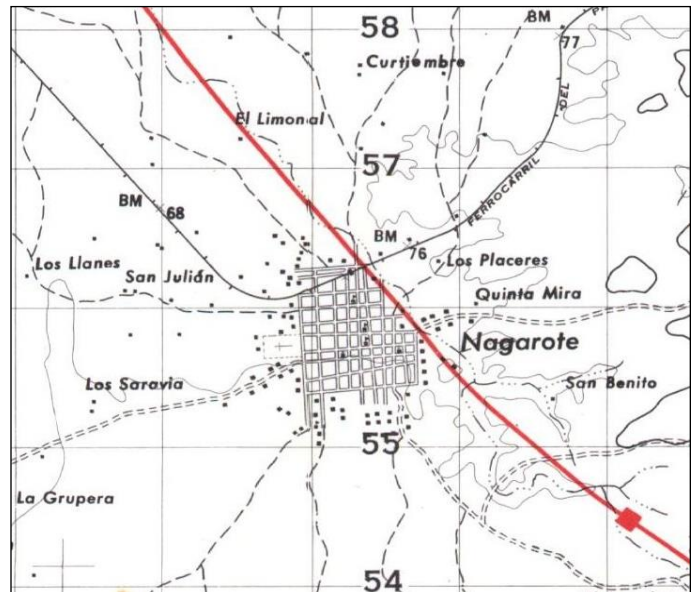 58
BM
77
Curtiembre
El Limonal
57
DEL
FERROCARRIL
BM
68
BM
76
Los Llanes
San Julián
Los Placeres
Quinta Mira
Nagarote
Los Saravia
San Benito
55
La Grupera
54